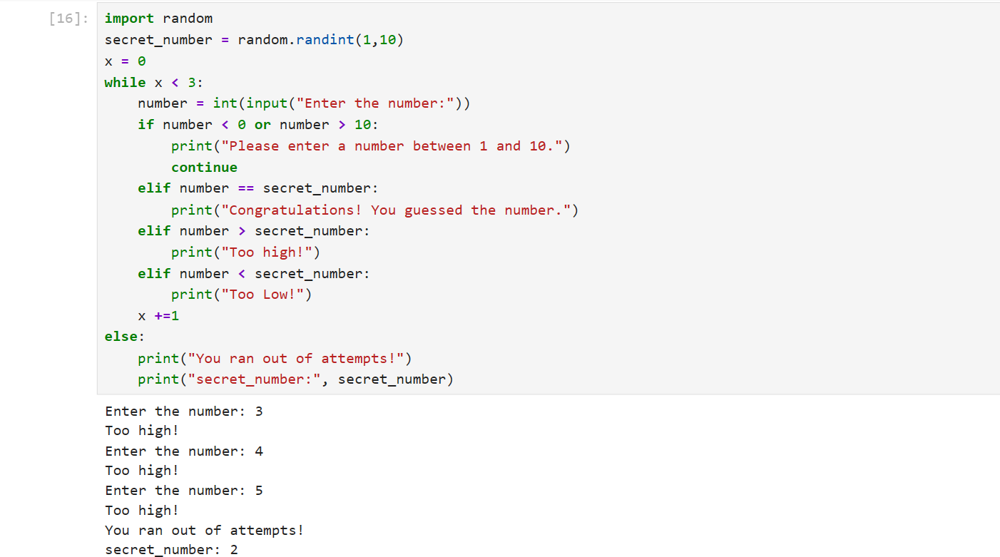 [16]: import random
secret_number = random.randint(1,10)
x = 0
while x < 3:
    number = int(input("Enter the number:"))
    if number < 0 or number > 10:
        print("Please enter a number between 1 and 10.")
        continue
    elif number == secret_number:
        print("Congratulations! You guessed the number.")
    elif number > secret_number:
        print("Too high!")
    elif number < secret_number:
        print("Too Low!")
    x +=1
else:
    print("You ran out of attempts!")
    print("secret_number:", secret_number)
Enter the number: 3
Too high!
Enter the number: 4
Too high!
Enter the number: 5
Too high!
You ran out of attempts!
secret_number: 2